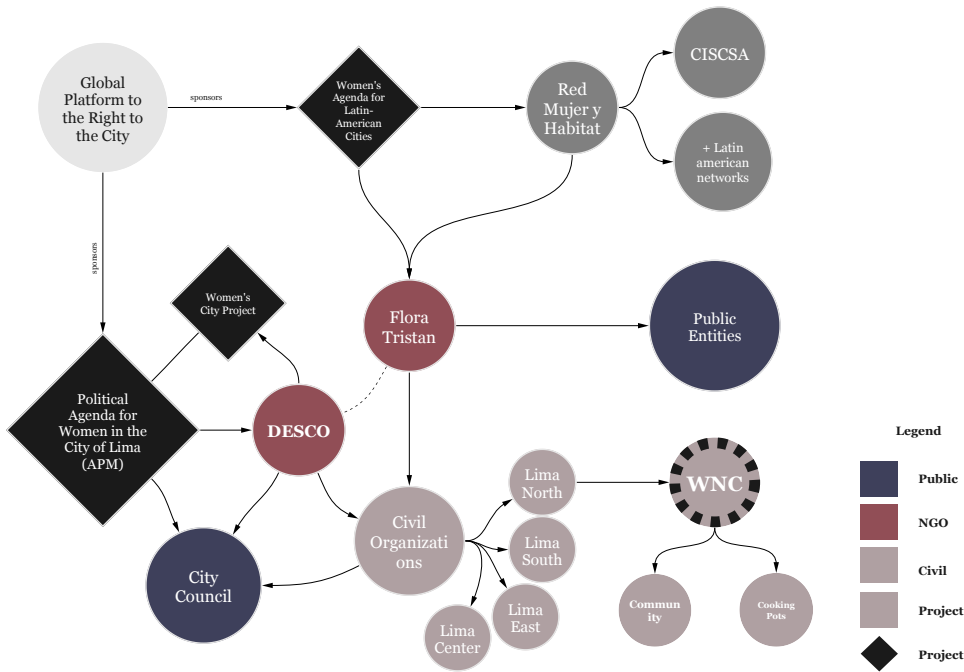 Global
Platform to
the Right to
the City
sponsors
Women's
Agenda for
Latin-
American
Cities
Red
Mujer y
Habitat
CISCSA
+ Latin
american
networks
sponsors
Women's
City Project
Flora
Tristan
Public
Entities
Political
Agenda for
Women in the
City of Lima
(APM)
DESCO
City
Council
Civil
Organizati
ons
Lima
North
Lima
South
Lima
East
Lima
Center
WNC
Commun
ity
Cooking
Pots
Legend
Public
NGO
Civil
Project
Project